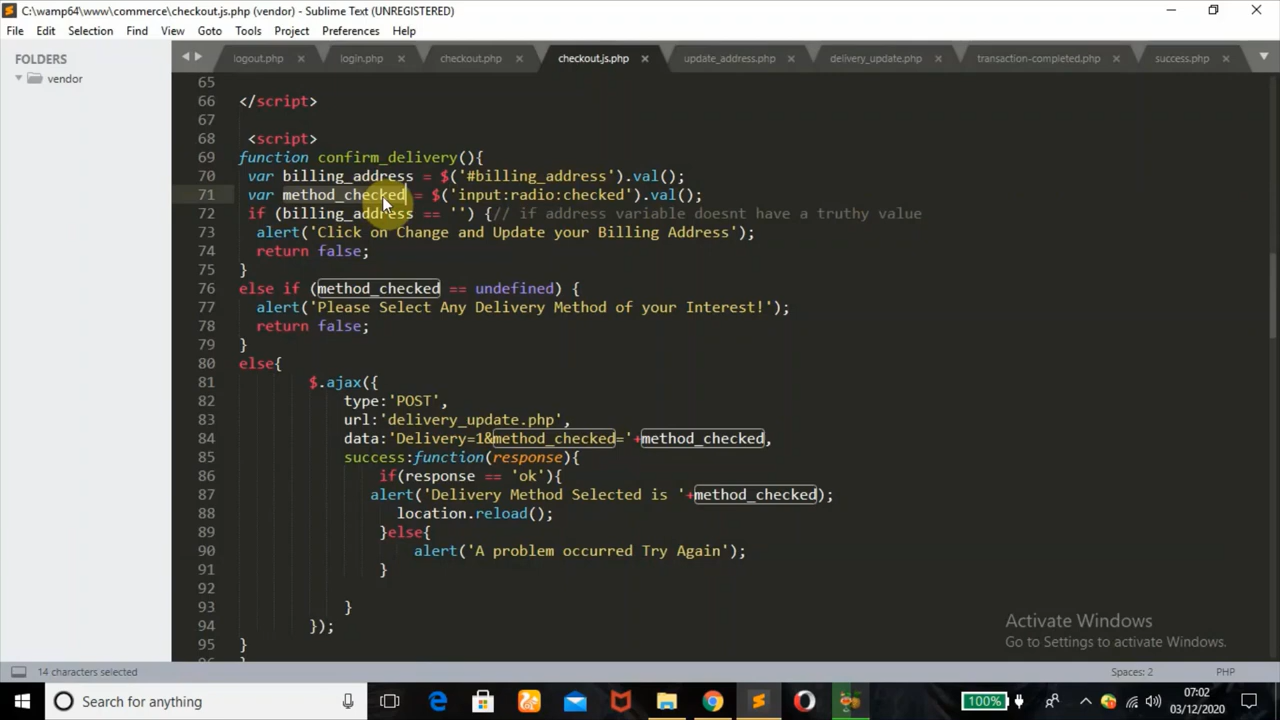 C:\wamp64\www\commerce\checkout.js.php (vendor) - Sublime Text (UNREGISTERED)
File Edit Selection Find View Goto Tools Project Preferences Help
FOLDERS
vendor
logout.php login.php checkout.php checkout.js.php update_address.php delivery_update.php transaction-completed.php success.php
65
66 </script>
67
68 <script>
69 function confirm_delivery(){
70 var billing_address = $('#billing_address').val();
71 var method_checked = $('input:radio:checked').val();
72 if (billing_address == '') {// if address variable doesnt have a truthy value
73 alert('Click on Change and Update your Billing Address');
74 return false;
75 }
76 else if (method_checked == undefined) {
77 alert('Please Select Any Delivery Method of your Interest!');
78 return false;
79 }
80 else{
81 $.ajax({
82 type:'POST',
83 url:'delivery_update.php',
84 data:'Delivery=1&method_checked='+method_checked,
85 success:function(response){
86 if(response == 'ok'){
87 alert('Delivery Method Selected is '+method_checked);
88 location.reload();
89 }else{
90 alert('A problem occurred Try Again');
91 }
92
93 }
94 });
95 }
Activate Windows
Go to Settings to activate Windows.
14 characters selected
Spaces: 2 PHP
Search for anything
100%
07:02
03/12/2020